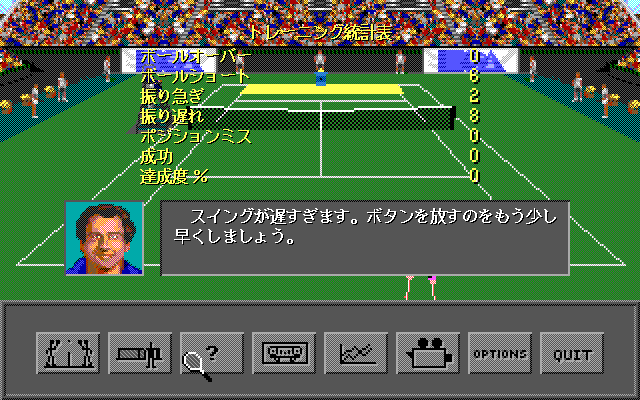 トレーニング統計表
ボールオーバー 0
ボールショート 6
振り急ぎ 2
振り遅れ 8
ポジションミス 0
成功 0
達成度% 0
スイングが遅すぎます。ボタンを放すのをもう少し
早くしましょう。
? OPTIONS QUIT